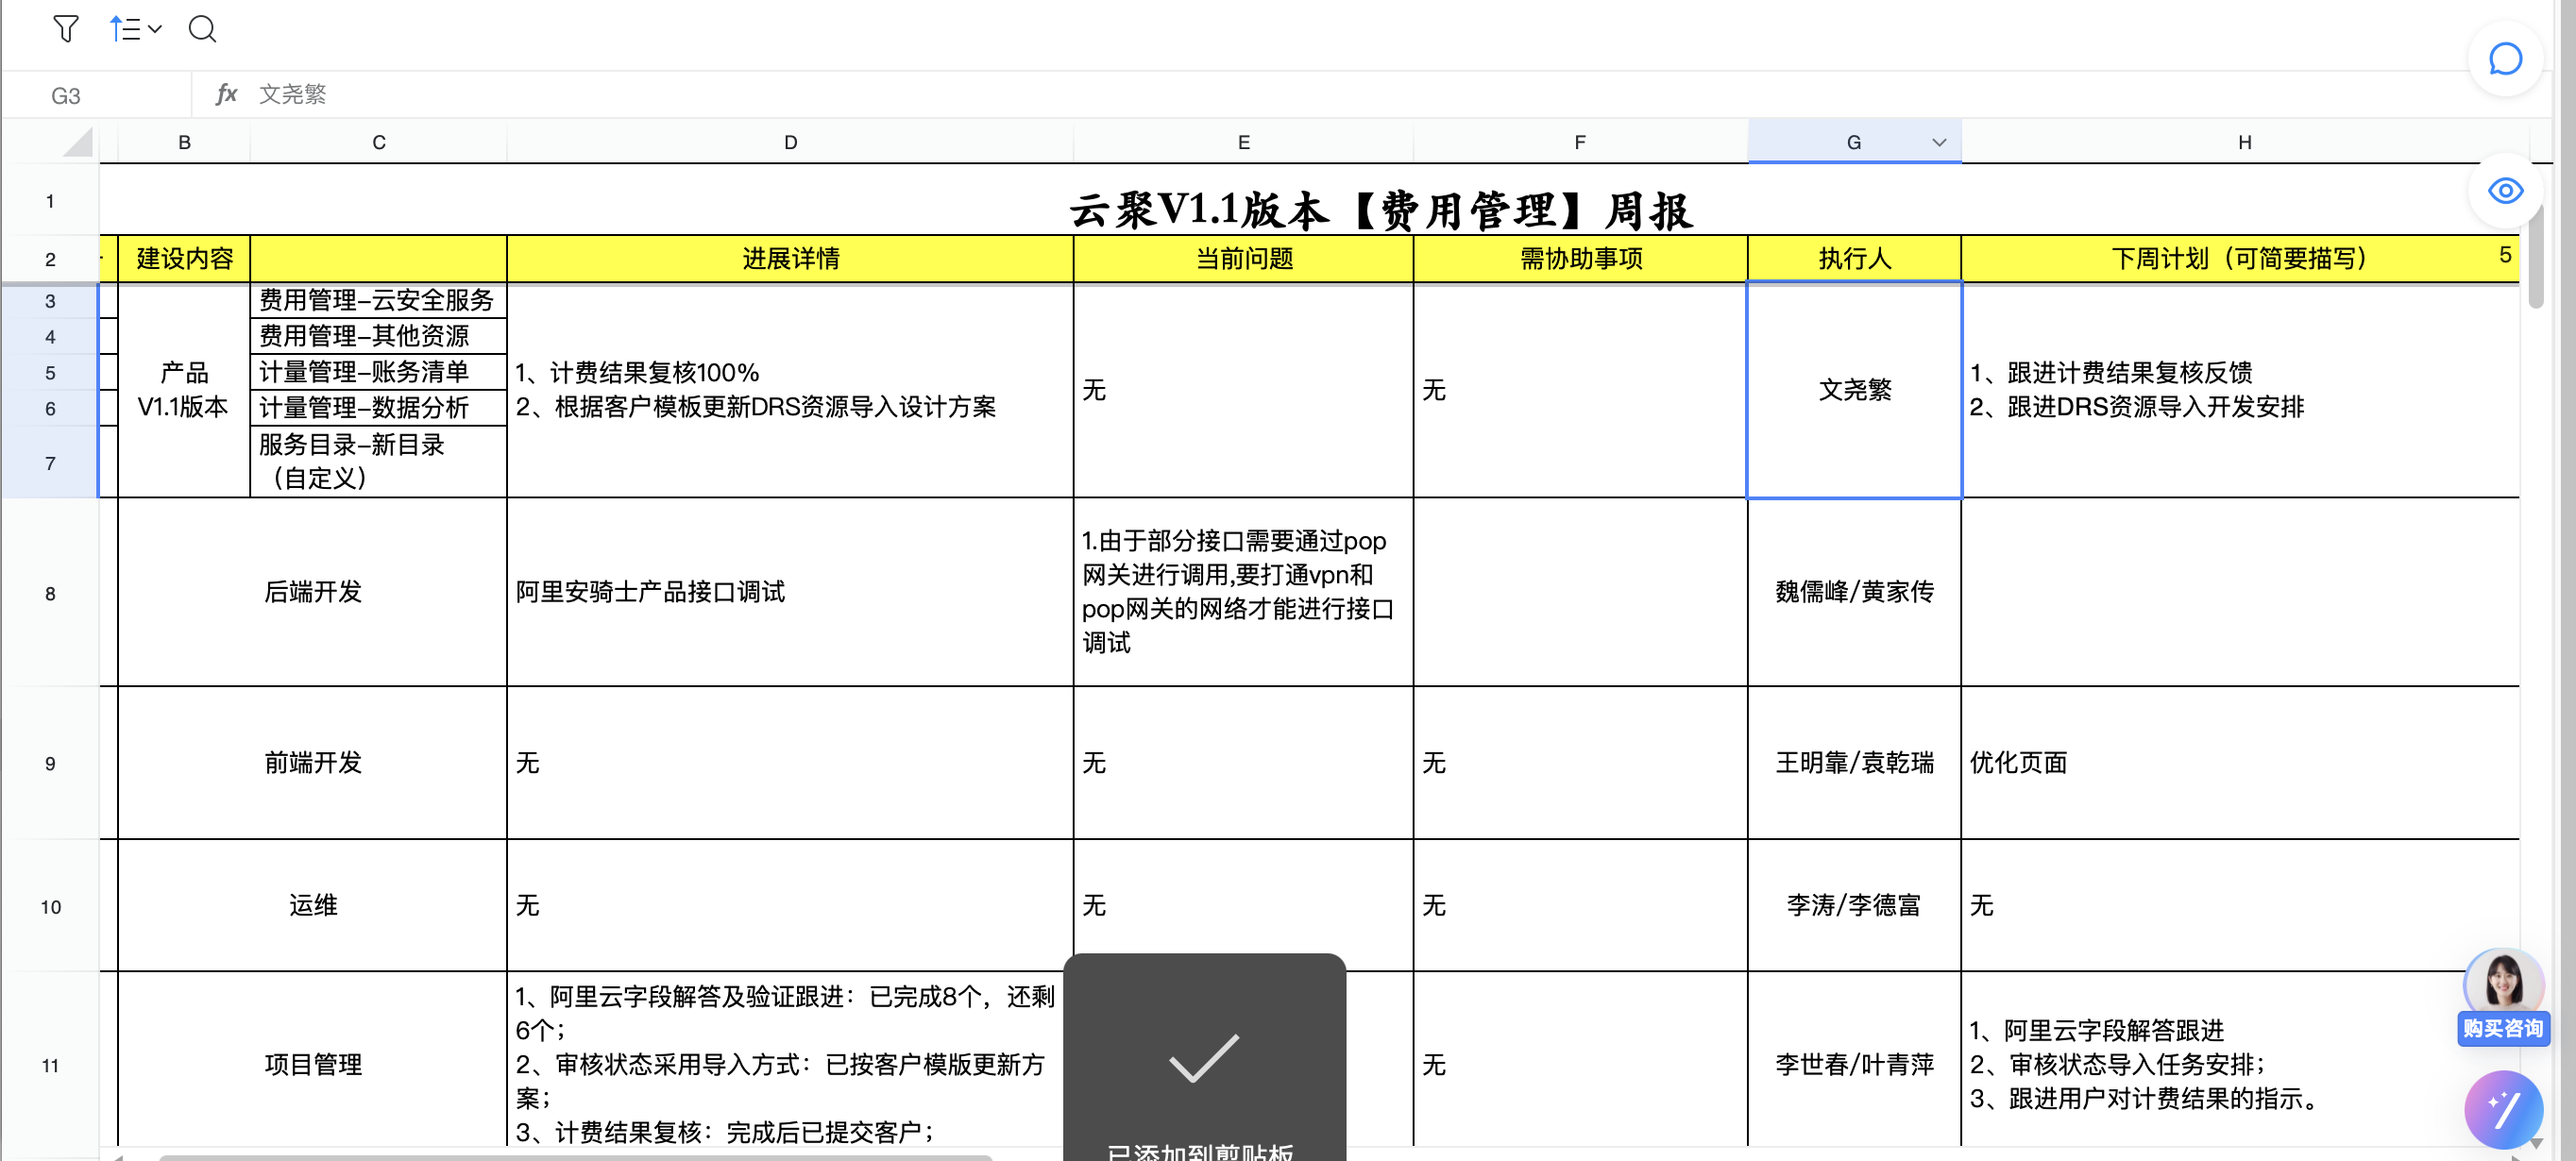 G3
fx 文尧繁
B C D E F G H
1 云聚V1.1版本【费用管理】周报
2 建设内容 进展详情 当前问题 需协助事项 执行人 下周计划（可简要描写） 5
3 费用管理–云安全服务
4 费用管理–其他资源
5 计量管理–账务清单
6 计量管理–数据分析
7 服务目录–新目录
（自定义）
产品
V1.1版本
1、计费结果复核100%
2、根据客户模板更新DRS资源导入设计方案
无
无
文尧繁
1、跟进计费结果复核反馈
2、跟进DRS资源导入开发安排
8 后端开发 阿里安骑士产品接口调试
1.由于部分接口需要通过pop
网关进行调用,要打通vpn和
pop网关的网络才能进行接口
调试
魏儒峰/黄家传
9 前端开发 无 无 无 王明靠/袁乾瑞 优化页面
10 运维 无 无 无 李涛/李德富 无
11 项目管理
1、阿里云字段解答及验证跟进：已完成8个，还剩
6个；
2、审核状态采用导入方式：已按客户模版更新方
案；
3、计费结果复核：完成后已提交客户；
无
李世春/叶青萍
1、阿里云字段解答跟进
2、审核状态导入任务安排；
3、跟进用户对计费结果的指示。
已添加到剪贴板
购买咨询